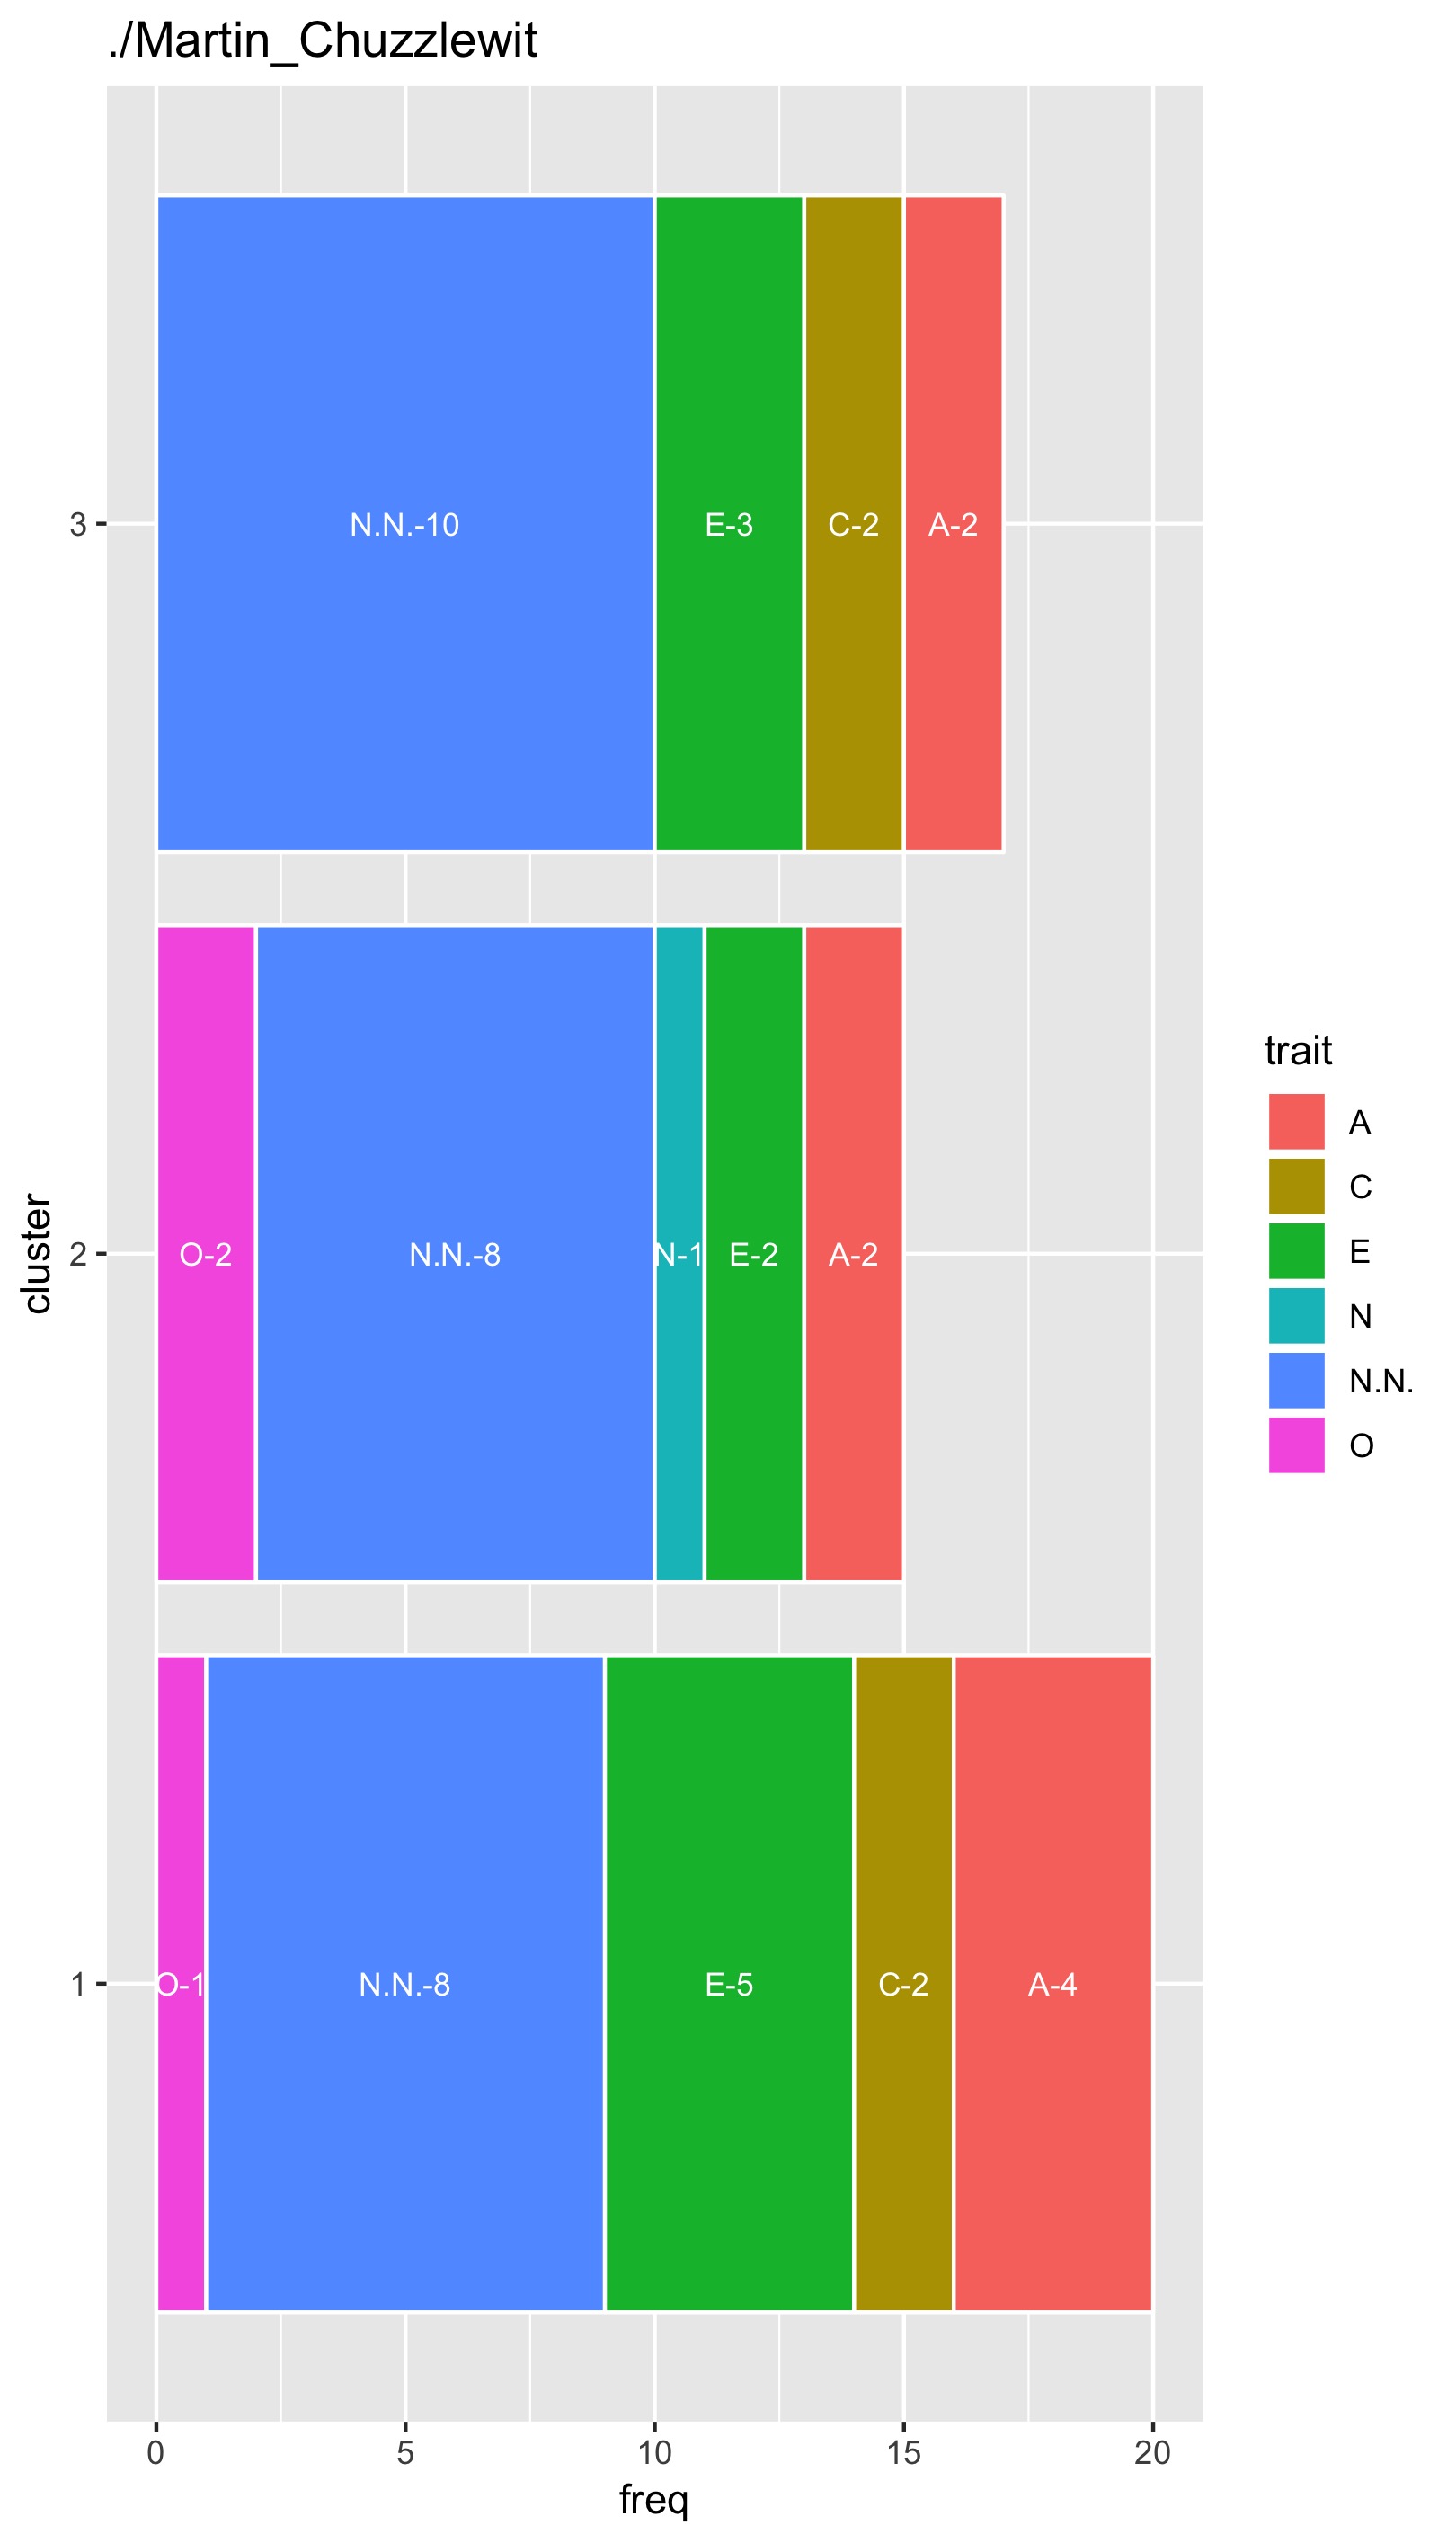 ./Martin_Chuzzlewit
3
N.N.-10 E-3 C-2 A-2
2
O-2 N.N.-8 N-1 E-2 A-2
1
O-1 N.N.-8 E-5 C-2 A-4
cluster
0 5 10 15 20
freq
trait
A
C
E
N
N.N.
O